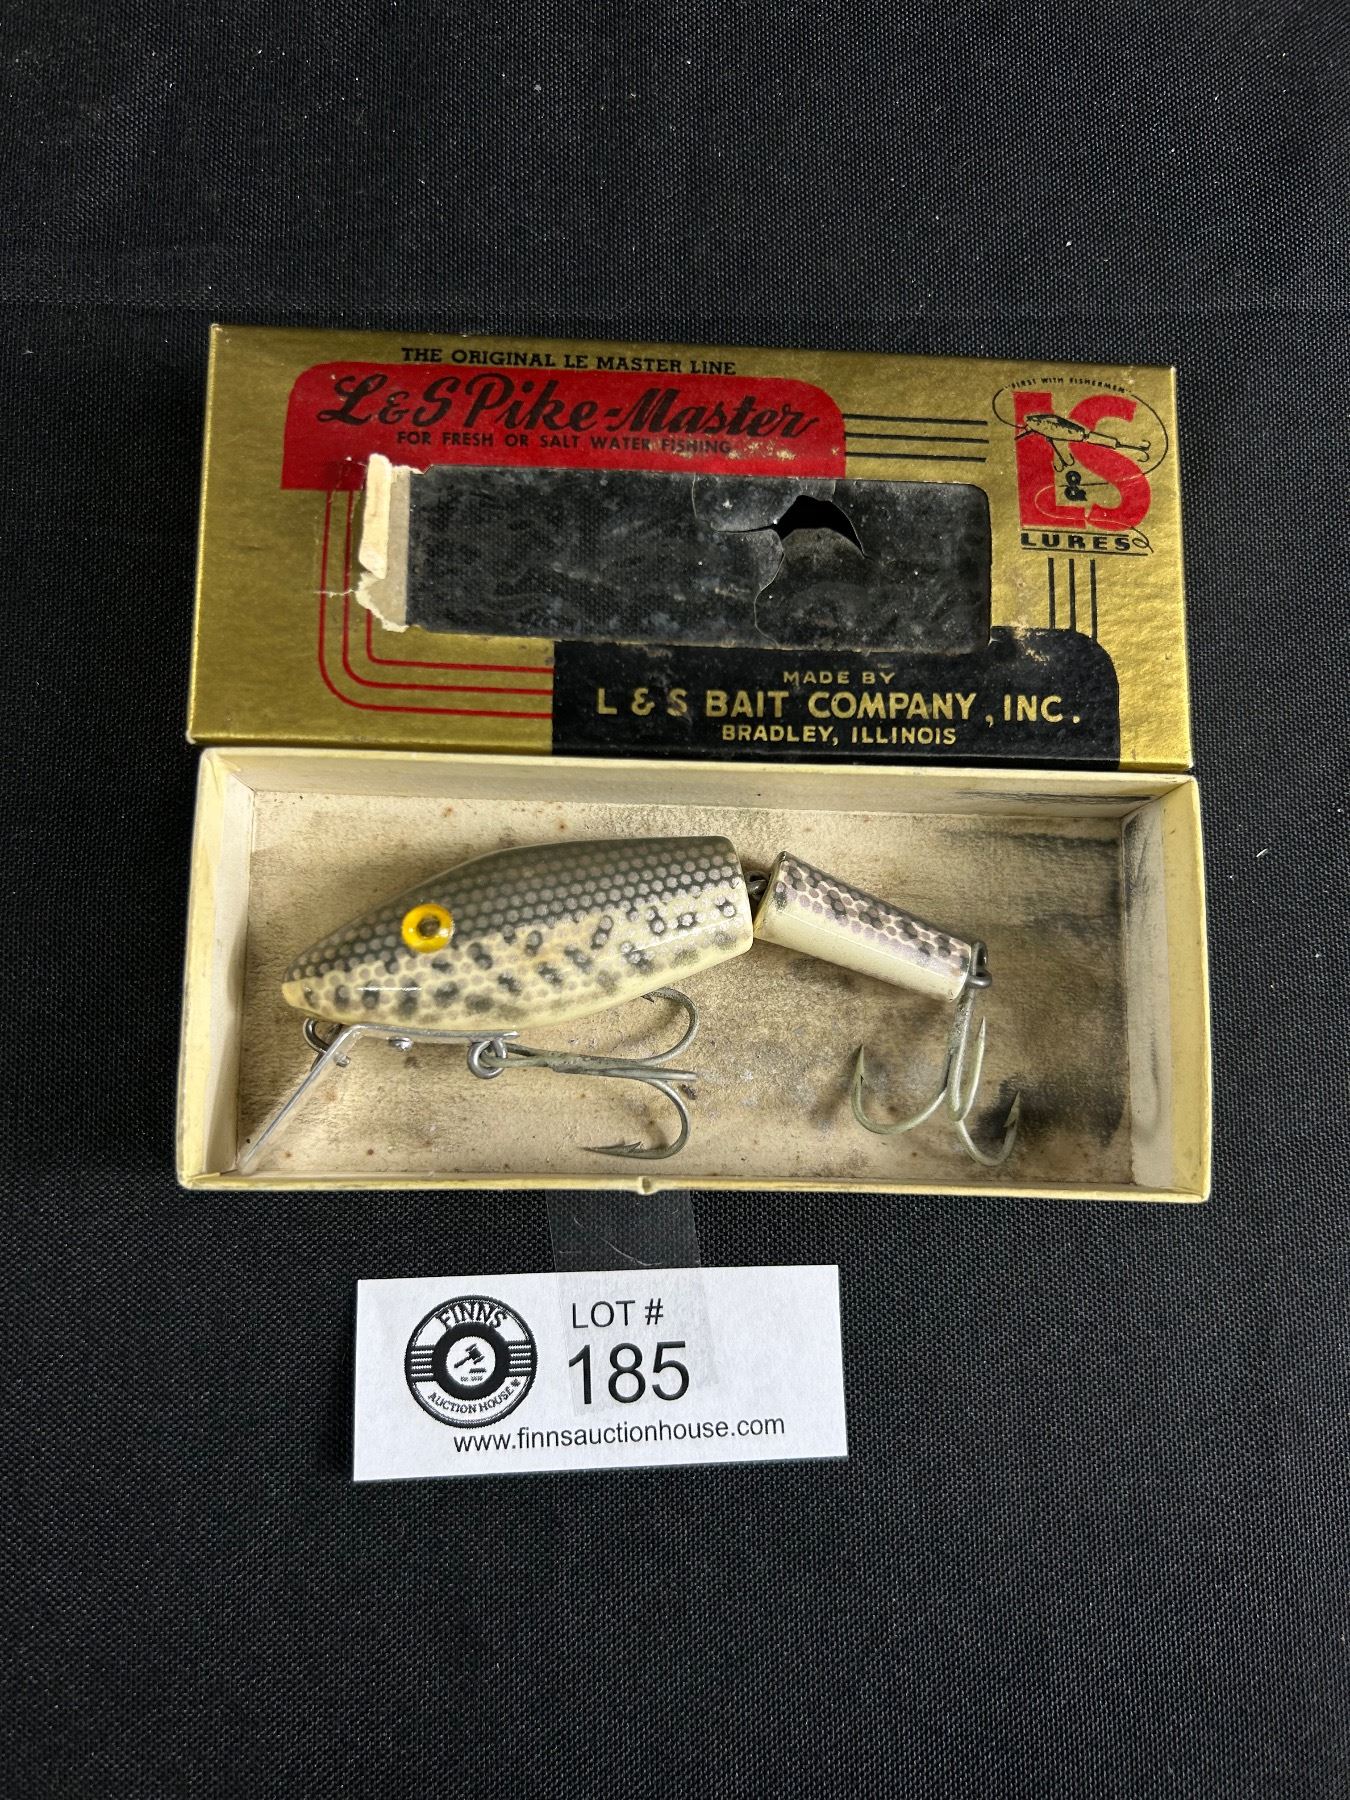 THE ORIGINAL LE MASTER LINE
L&S Pike-Master
FOR FRESH OR SALT WATER FISHING
"FIRST WITH FISHERMEN"
L&S
LURES
MADE BY
L & S BAIT COMPANY, INC.
BRADLEY, ILLINOIS
FINNS
AUCTION HOUSE
LOT #
185
www.finnsauctionhouse.com